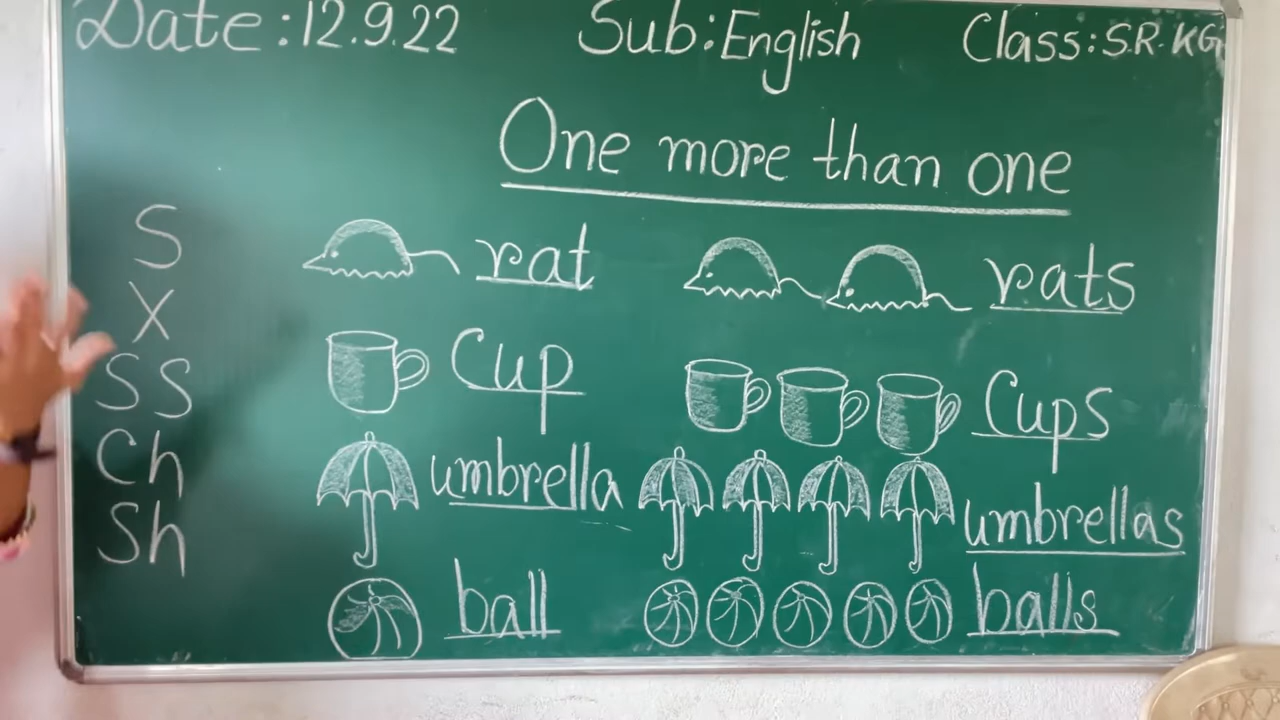 Date:12.9.22 Sub:English Class:S.R.KG
One more than one
S rat rats
X
Cup Cups
SS
Ch umbrella umbrellas
Sh
ball balls